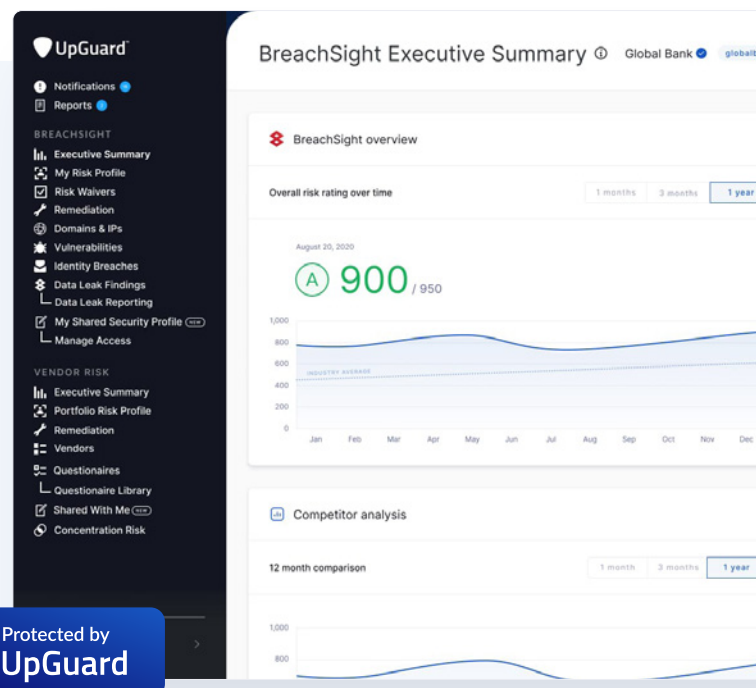 UpGuard
Notifications
Reports
BREACHSIGHT
Executive Summary
My Risk Profile
Risk Waivers
Remediation
Domains & IPs
Vulnerabilities
Identity Breaches
Data Leak Findings
Data Leak Reporting
My Shared Security Profile NEW
Manage Access
VENDOR RISK
Executive Summary
Portfolio Risk Profile
Remediation
Vendors
Questionaires
Questionaire Library
Shared With Me NEW
Concentration Risk
Protected by
UpGuard
BreachSight Executive Summary Global Bank globalb
BreachSight overview
Overall risk rating over time 1 months 3 months 1 year
August 20, 2020
A 900 / 950
1,000
800
600
400
200
0
INDUSTRY AVERAGE
Jan Feb Mar Apr May Jun Jul Aug Sep Oct Nov Dec
Competitor analysis
12 month comparison 1 month 3 months 1 year
1,000
800